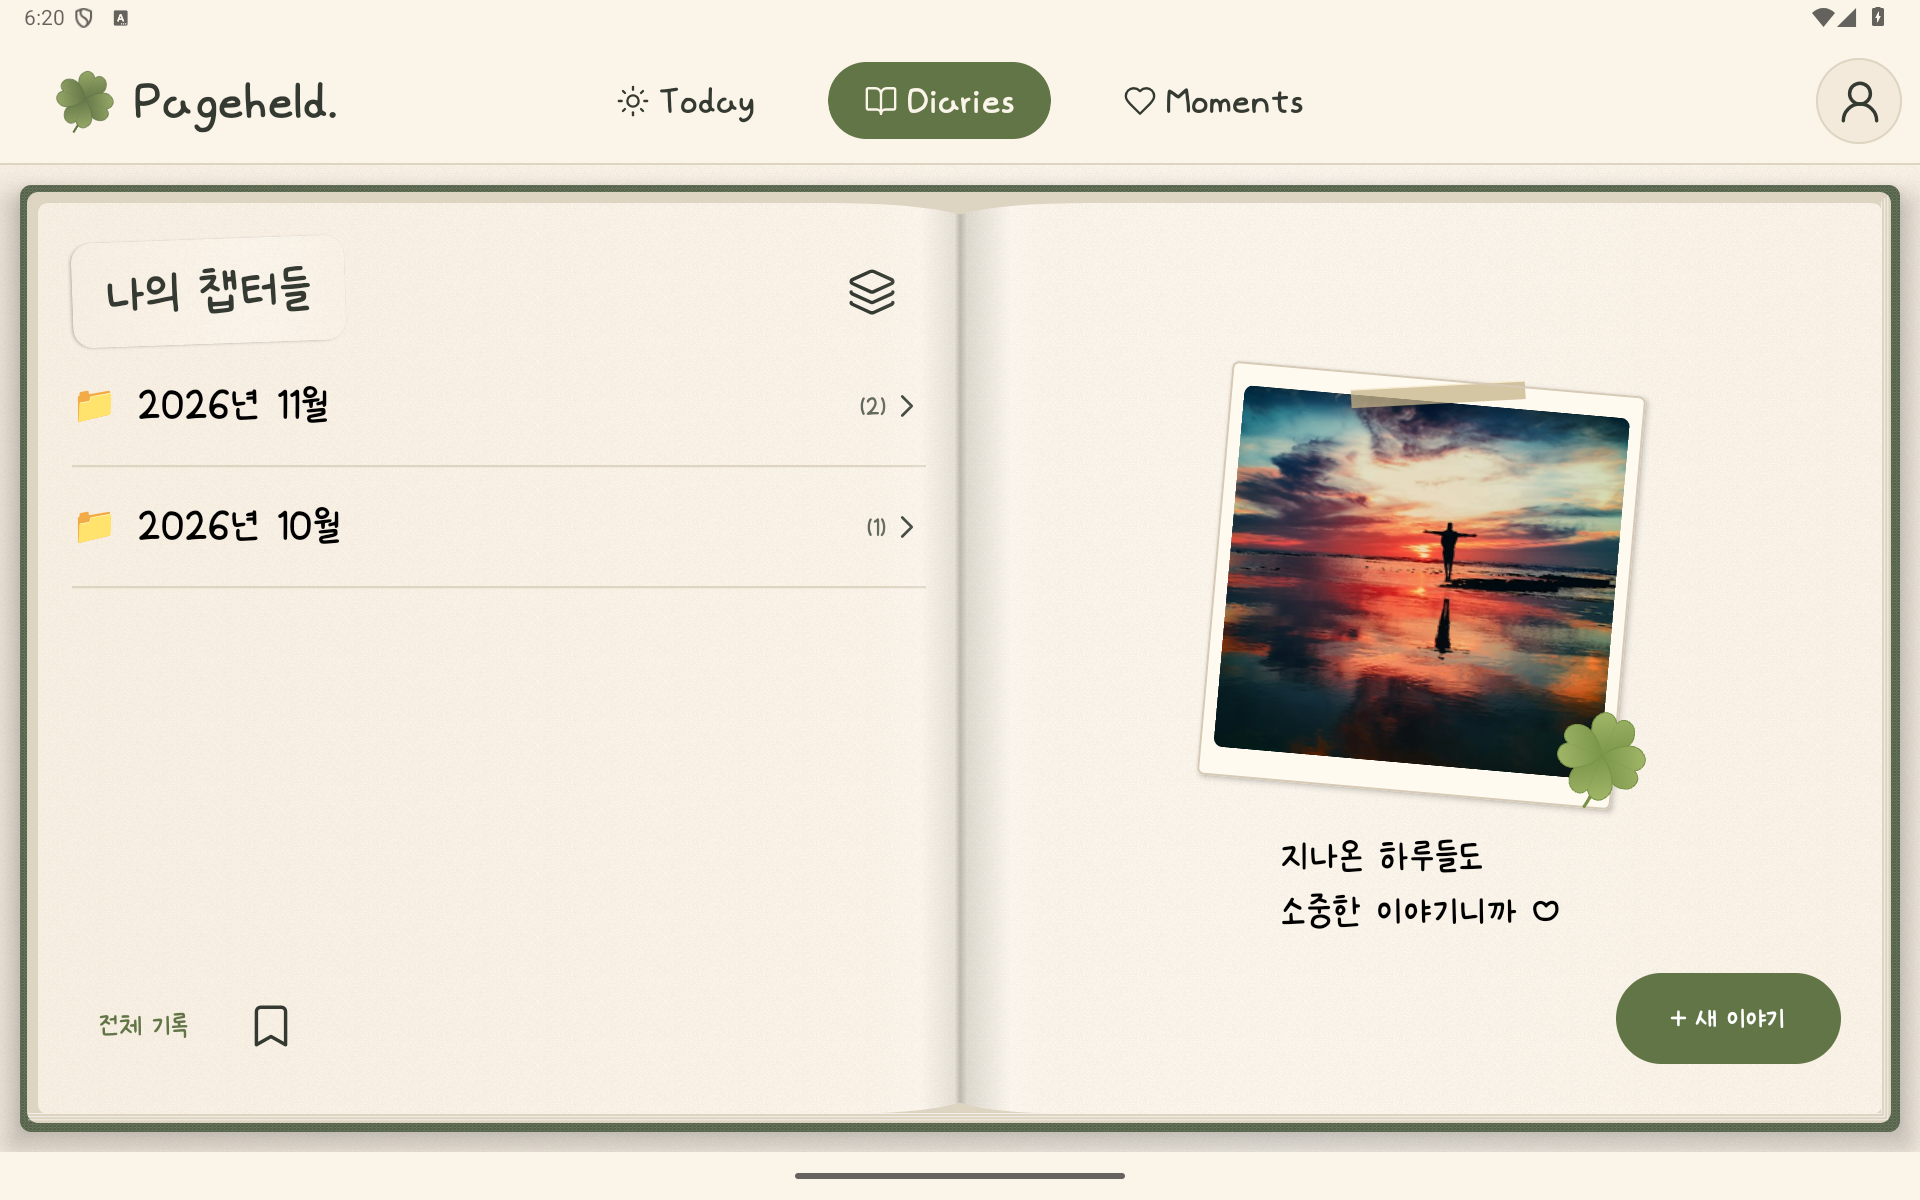 6:20
Pageheld.
Today
Diaries
Moments
나의 챕터들
2026년 11월
(2)
2026년 10월
(1)
전체 기록
지나온 하루들도
소중한 이야기니까 ♡
+ 새 이야기